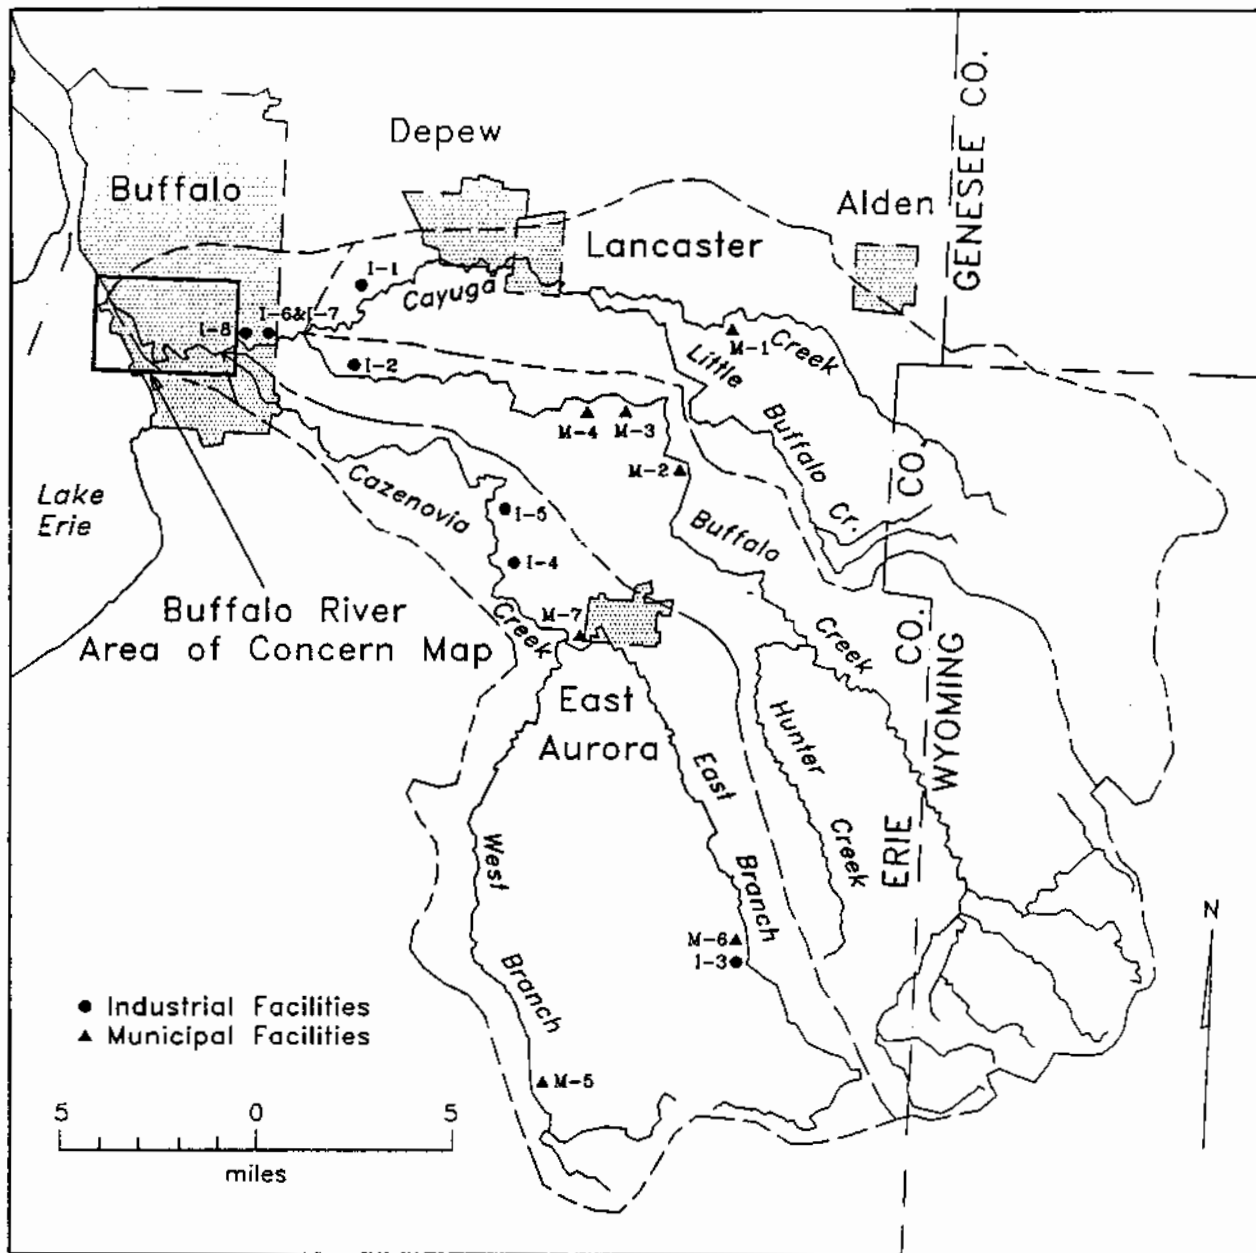 GENESEE CO.
Depew
Buffalo
Alden
Lancaster
I-1
Cayuga
I-6&I-7
I-8
M-1
Creek
I-2
Little
Buffalo
Cr.
M-4
M-3
M-2
CO.
Cazenovia
Lake
Erie
I-5
Buffalo
I-4
Creek
M-7
Creek
CO.
Buffalo River
Area of Concern Map
WYOMING
East
Aurora
Hunter
Creek
East
Branch
ERIE
West
Branch
N
M-6
I-3
● Industrial Facilities
▲ Municipal Facilities
M-5
5 0 5
miles